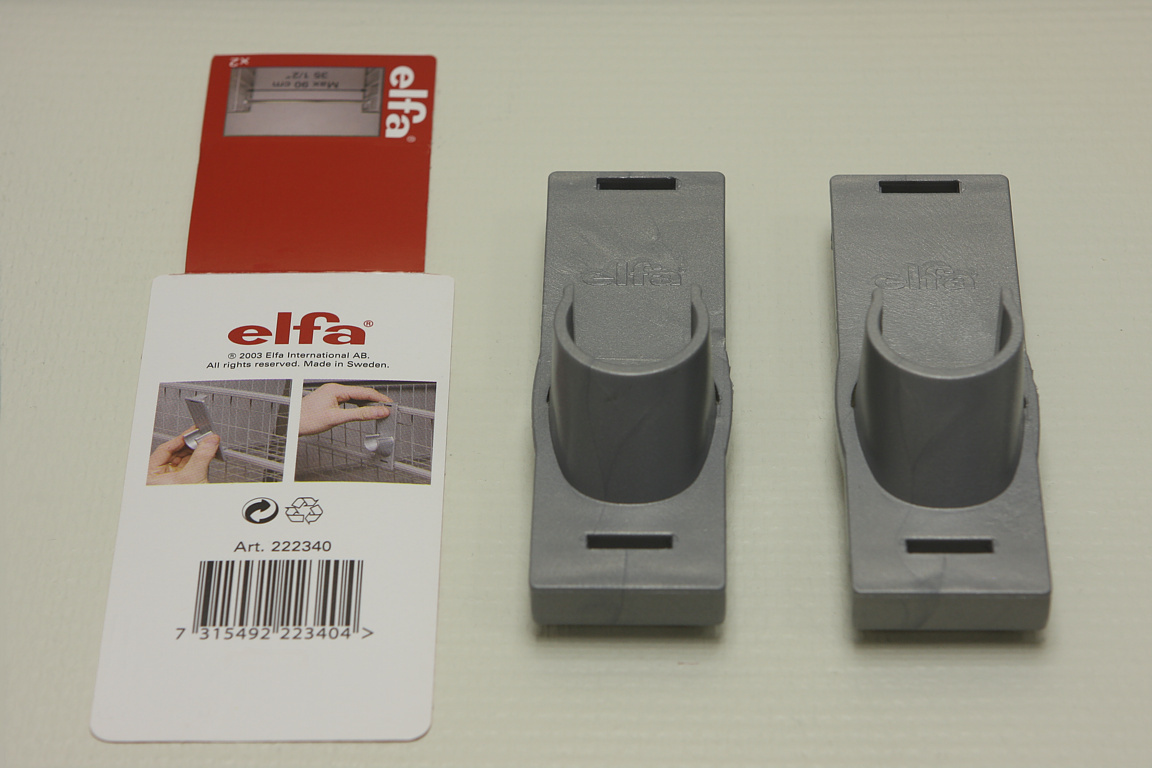 x2
Max 90 cm
35 1/2"
elfa®
elfa®
® 2003 Elfa International AB.
All rights reserved. Made in Sweden.
Art. 222340
7 315492 223404 >
elfa
elfa